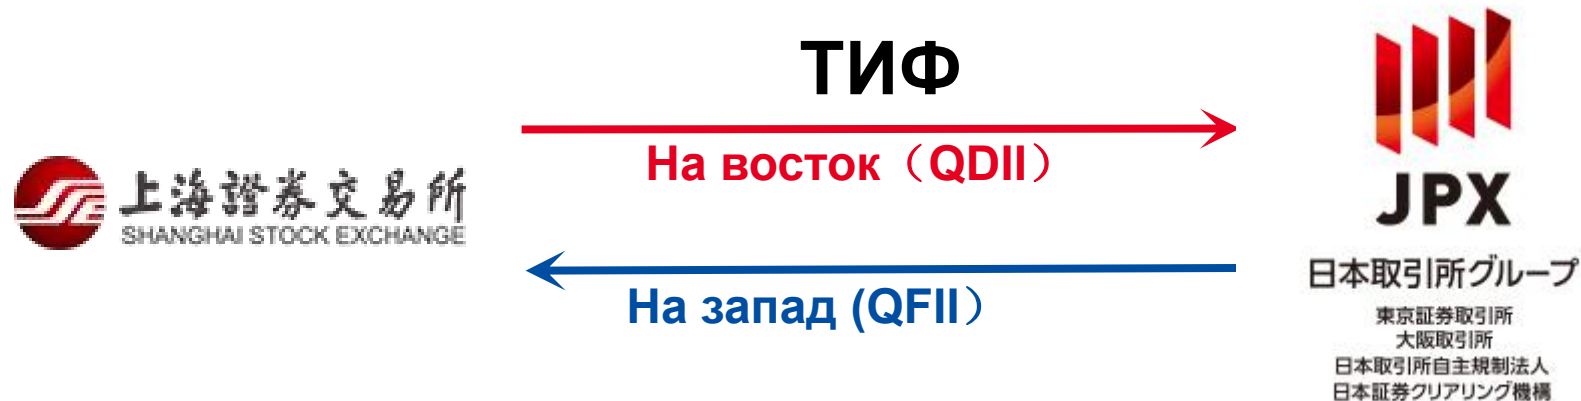 ТИФ
На восток（QDII）
上海證券交易所
SHANGHAI STOCK EXCHANGE
На запад (QFII）
JPX
日本取引所グループ
東京証券取引所
大阪取引所
日本取引所自主規制法人
日本証券クリアリング機構